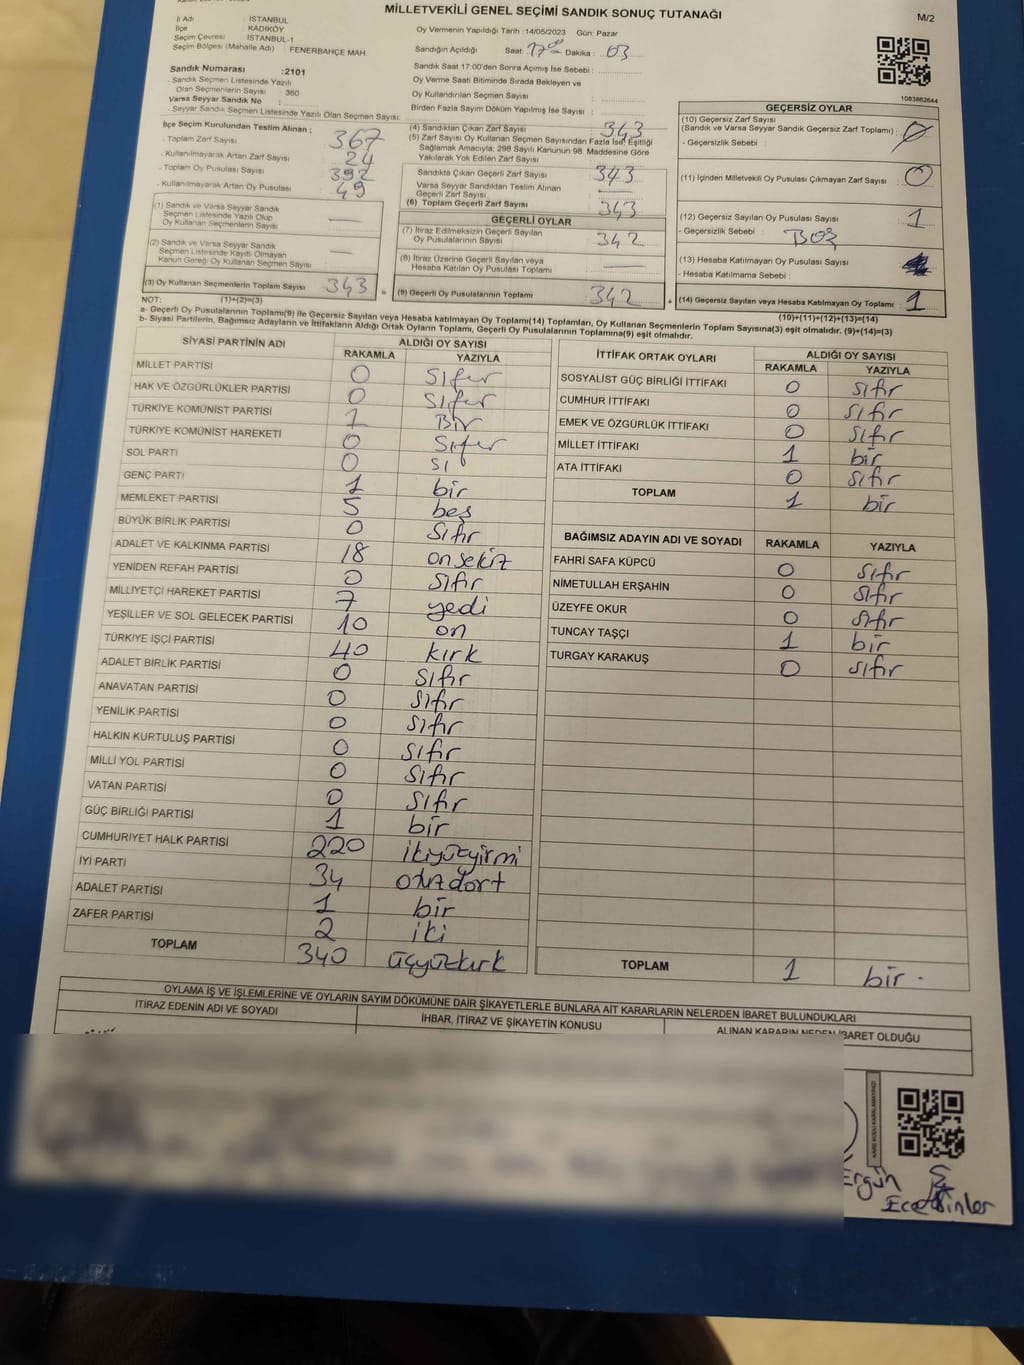 MİLLETVEKİLİ GENEL SEÇİMİ SANDIK SONUÇ TUTANAĞI
M/2
İl Adı : İSTANBUL
İlçe : KADIKÖY
Seçim Çevresi : İSTANBUL-1
Seçim Bölgesi (Mahalle Adı) : FENERBAHÇE MAH.
Sandık Numarası :2101
. Sandık Seçmen Listesinde Yazılı
Olan Seçmenlerin Sayısı : 360
Varsa Seyyar Sandık No :
. Seyyar Sandık Seçmen Listesinde Yazılı Olan Seçmen Sayısı:
Oy Vermenin Yapıldığı Tarih :14/05/2023 Gün: Pazar
Sandığın Açıldığı Saat: 17⁰⁰ Dakika : 03
Sandık Saat 17:00'den Sonra Açımış İse Sebebi :
Oy Verme Saati Bitiminde Sırada Bekleyen ve
Oy Kullandırılan Seçmen Sayısı :
Birden Fazla Sayım Döküm Yapılmış İse Sayısı :
1083862644
İlçe Seçim Kurulundan Teslim Alınan ;
. Toplam Zarf Sayısı : 367
. Kullanılmayarak Artan Zarf Sayısı : 24
. Toplam Oy Pusulası Sayısı : 392
. Kullanılmayarak Artan Oy Pusulası : 49
(1) Sandık ve Varsa Seyyar Sandık
Seçmen Listesinde Yazılı Olup
Oy Kullanan Seçmenlerin Sayısı :
(2) Sandık ve Varsa Seyyar Sandık
Seçmen Listesinde Kayıtlı Olmayan
Kanun Gereği Oy Kullanan Seçmen Sayısı :
(3) Oy Kullanan Seçmenlerin Toplam Sayısı : 343
(1)+(2)=(3)
(4) Sandıktan Çıkan Zarf Sayısı : 343
(5) Zarf Sayısı Oy Kullanan Seçmen Sayısından Fazla İse, Eşitliği
Sağlamak Amacıyla; 298 Sayılı Kanunun 98. Maddesine Göre
Yakılarak Yok Edilen Zarf Sayısı :
Sandıkta Çıkan Geçerli Zarf Sayısı : 343
Varsa Seyyar Sandıktan Teslim Alınan
Geçerli Zarf Sayısı :
(6) Toplam Geçerli Zarf Sayısı : 343
GEÇERLİ OYLAR
(7) İtiraz Edilmeksizin Geçerli Sayılan
Oy Pusulalarının Sayısı : 342
(8) İtiraz Üzerine Geçerli Sayılan veya
Hesaba Katılan Oy Pusulası Toplamı :
(9) Geçerli Oy Pusulalarının Toplamı : 342
GEÇERSİZ OYLAR
(10) Geçersiz Zarf Sayısı
(Sandık ve Varsa Seyyar Sandık Geçersiz Zarf Toplamı) : 0
- Geçersizlik Sebebi :
(11) İçinden Milletvekili Oy Pusulası Çıkmayan Zarf Sayısı : 0
(12) Geçersiz Sayılan Oy Pusulası Sayısı : 1
- Geçersizlik Sebebi : BOŞ
(13) Hesaba Katılmayan Oy Pusulası Sayısı :
- Hesaba Katılmama Sebebi :
(14) Geçersiz Sayılan veya Hesaba Katılmayan Oy Toplamı : 1
(10)+(11)+(12)+(13)=(14)
NOT:
a- Geçerli Oy Pusulalarının Toplamı(9) ile Geçersiz Sayılan veya Hesaba Katılmayan Oy Toplamı(14) Toplamları, Oy Kullanan Seçmenlerin Toplam Sayısına(3) eşit olmalıdır. (9)+(14)=(3)
b- Siyasi Partilerin, Bağımsız Adayların ve İttifakların Aldığı Ortak Oyların Toplamı, Geçerli Oy Pusulalarının Toplamına(9) eşit olmalıdır.
SİYASİ PARTİNİN ADI ALDIĞI OY SAYISI
RAKAMLA YAZIYLA
MİLLET PARTİSİ 0 sıfır
HAK VE ÖZGÜRLÜKLER PARTİSİ 0 sıfır
TÜRKİYE KOMÜNİST PARTİSİ 1 Bir
TÜRKİYE KOMÜNİST HAREKETİ 0 sıfır
SOL PARTİ 0
GENÇ PARTİ 1 bir
MEMLEKET PARTİSİ 5 beş
BÜYÜK BİRLİK PARTİSİ 0 sıfır
ADALET VE KALKINMA PARTİSİ 18 onsekiz
YENİDEN REFAH PARTİSİ 0 sıfır
MİLLİYETÇİ HAREKET PARTİSİ 7 yedi
YEŞİLLER VE SOL GELECEK PARTİSİ 10 on
TÜRKİYE İŞÇİ PARTİSİ 40 kırk
ADALET BİRLİK PARTİSİ 0 sıfır
ANAVATAN PARTİSİ 0 sıfır
YENİLİK PARTİSİ 0 sıfır
HALKIN KURTULUŞ PARTİSİ 0 sıfır
MİLLİ YOL PARTİSİ 0 sıfır
VATAN PARTİSİ 0 sıfır
GÜÇ BİRLİĞİ PARTİSİ 1 bir
CUMHURİYET HALK PARTİSİ 220 ikiyüzyirmi
İYİ PARTİ 34 otuzdört
ADALET PARTİSİ 1 bir
ZAFER PARTİSİ 2 iki
TOPLAM 340 üçyüzkırk
İTTİFAK ORTAK OYLARI ALDIĞI OY SAYISI
RAKAMLA YAZIYLA
SOSYALİST GÜÇ BİRLİĞİ İTTİFAKI 0 sıfır
CUMHUR İTTİFAKI 0 sıfır
EMEK VE ÖZGÜRLÜK İTTİFAKI 0 sıfır
MİLLET İTTİFAKI 1 bir
ATA İTTİFAKI 0 sıfır
TOPLAM 1 bir
BAĞIMSIZ ADAYIN ADI VE SOYADI RAKAMLA YAZIYLA
FAHRİ SAFA KÜPCÜ 0 sıfır
NİMETULLAH ERŞAHİN 0 sıfır
ÜZEYFE OKUR 0 sıfır
TUNCAY TAŞÇI 1 bir
TURGAY KARAKUŞ 0 sıfır
TOPLAM 1 bir
OYLAMA İŞ VE İŞLEMLERİNE VE OYLARIN SAYIM DÖKÜMÜNE DAİR ŞİKAYETLERLE BUNLARA AİT KARARLARIN NELERDEN İBARET BULUNDUKLARI
İTİRAZ EDENİN ADI VE SOYADI İHBAR, İTİRAZ VE ŞİKAYETİN KONUSU ALINAN KARARIN NEDEN İBARET OLDUĞU
KARE KODU KARALAMAYINIZ!
Ergün